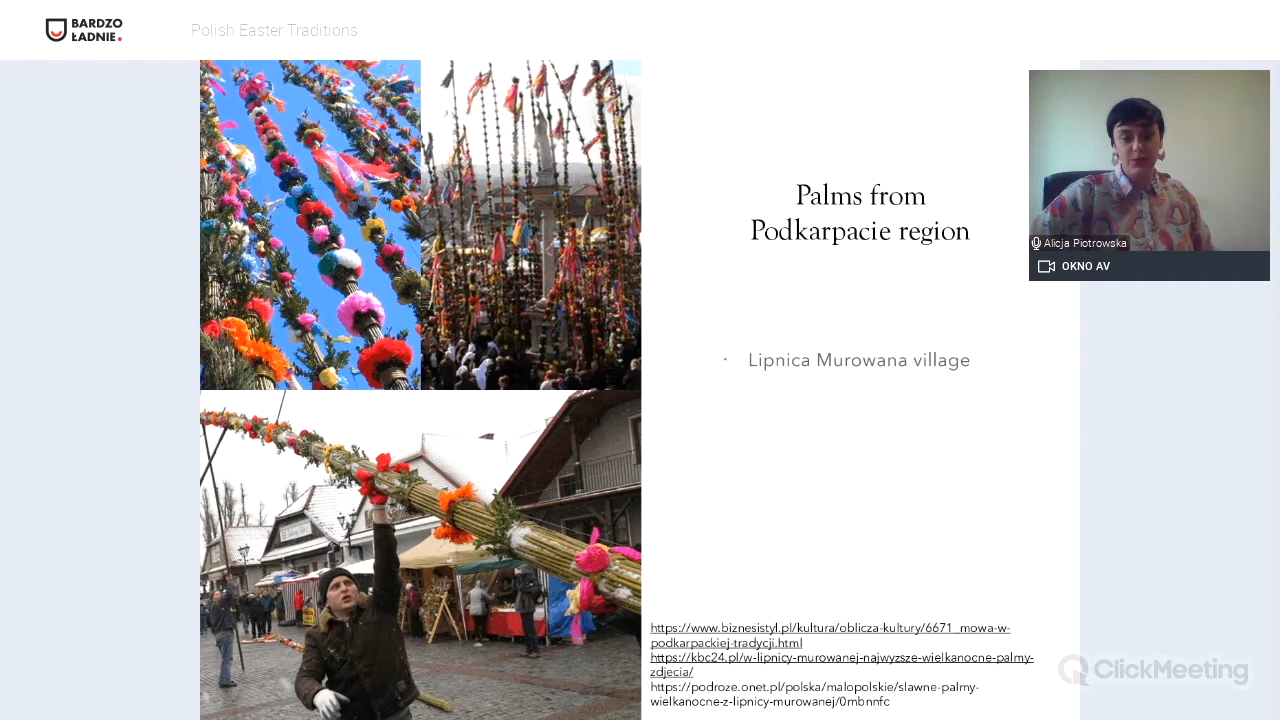 BARDZO
ŁADNIE.
Polish Easter Traditions
Palms from
Podkarpacie region
Alicja Piotrowska
OKNO AV
• Lipnica Murowana village
https://www.biznesistyl.pl/kultura/oblicza-kultury/6671_mowa-w-
podkarpackiej-tradycji.html
https://kbc24.pl/w-lipnicy-murowanej-najwyzsze-wielkanocne-palmy-
zdjecia/
https://podroze.onet.pl/polska/malopolskie/slawne-palmy-
wielkanocne-z-lipnicy-murowanej/0mbnnfc
ClickMeeting